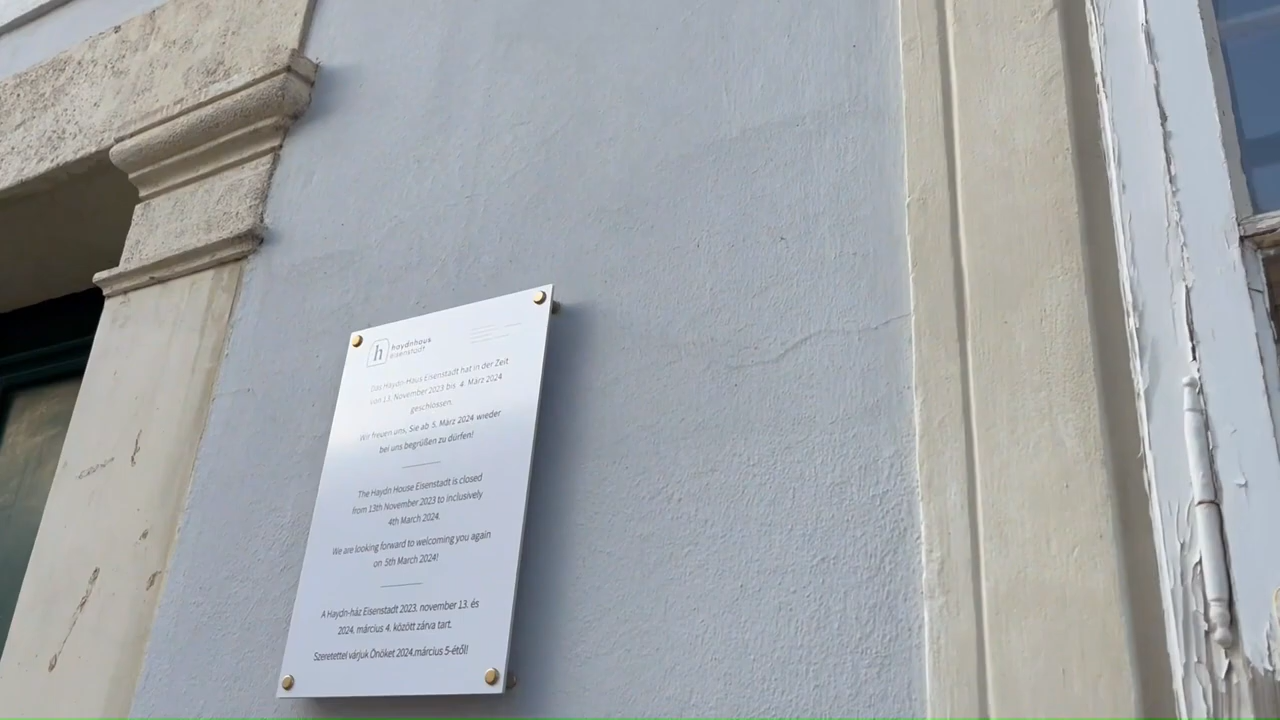 h haydnhaus
eisenstadt
Das Haydn-Haus Eisenstadt hat in der Zeit
von 13. November 2023 bis 4. März 2024
geschlossen.
Wir freuen uns, Sie ab 5. März 2024 wieder
bei uns begrüßen zu dürfen!
The Haydn House Eisenstadt is closed
from 13th November 2023 to inclusively
4th March 2024.
We are looking forward to welcoming you again
on 5th March 2024!
A Haydn-ház Eisenstadt 2023. november 13. és
2024. március 4. között zárva tart.
Szeretettel várjuk Önöket 2024.március 5-étől!